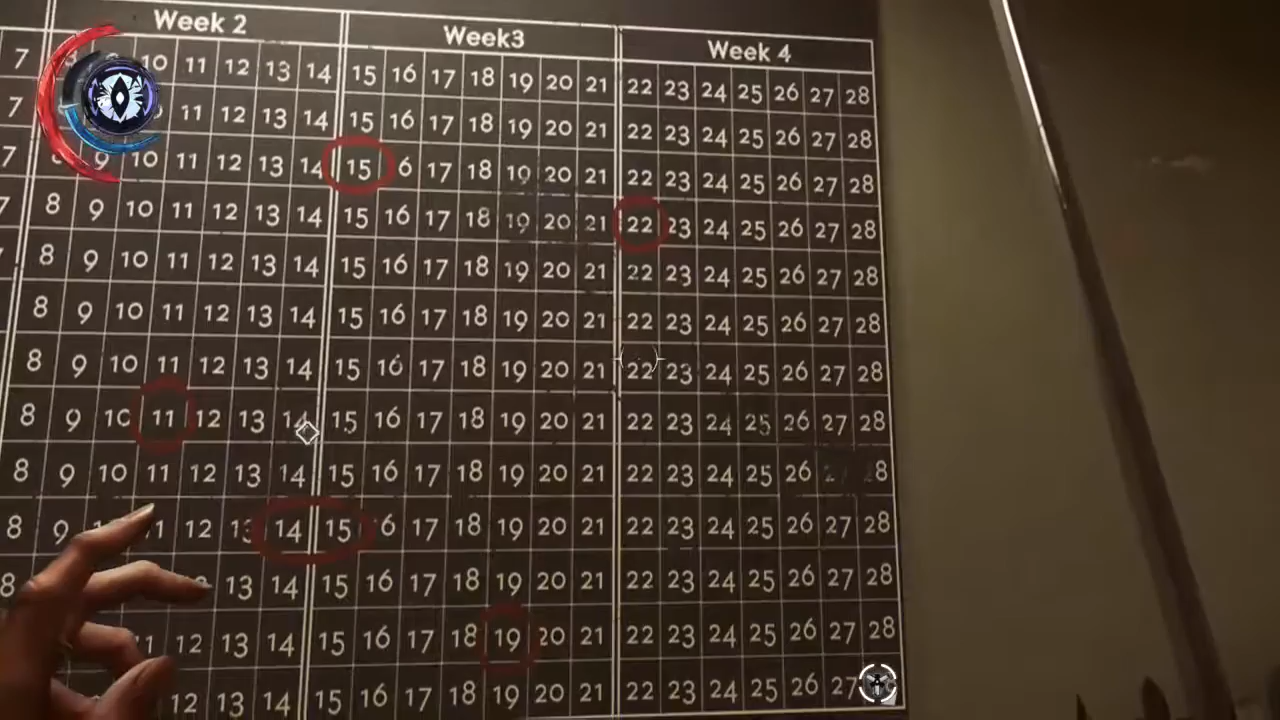 Week 2 Week3 Week 4
7 10 11 12 13 14 15 16 17 18 19 20 21 22 23 24 25 26 27 28
7 11 12 13 14 15 16 17 18 19 20 21 22 23 24 25 26 27 28
7 9 10 11 12 13 14 15 6 17 18 19 20 21 22 23 24 25 26 27 28
7 8 9 10 11 12 13 14 15 16 17 18 19 20 21 22 23 24 25 26 27 28
8 9 10 11 12 13 14 15 16 17 18 19 20 21 22 23 24 25 26 27 28
8 9 10 11 12 13 14 15 16 17 18 19 20 21 22 23 24 25 26 27 28
8 9 10 11 12 13 14 15 16 17 18 19 20 21 22 23 24 25 26 27 28
8 9 10 11 12 13 14 15 16 17 18 19 20 21 22 23 24 25 26 27 28
8 9 10 11 12 13 14 15 16 17 18 19 20 21 22 23 24 25 26 8
8 9 12 13 14 15 6 17 18 19 20 21 22 23 24 25 26 27 28
8 13 14 15 16 17 18 19 20 21 22 23 24 25 26 27 28
12 13 14 15 16 17 18 19 20 21 22 23 24 25 26 27 28
12 13 14 15 16 17 18 19 20 21 22 23 24 25 26 27